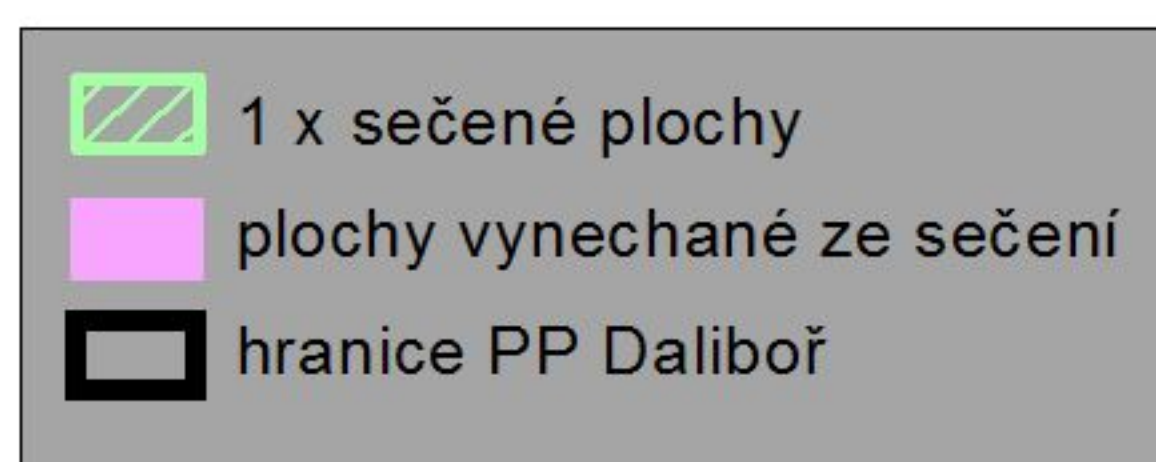 1 x sečené plochy
plochy vynechané ze sečení
hranice PP Daliboř